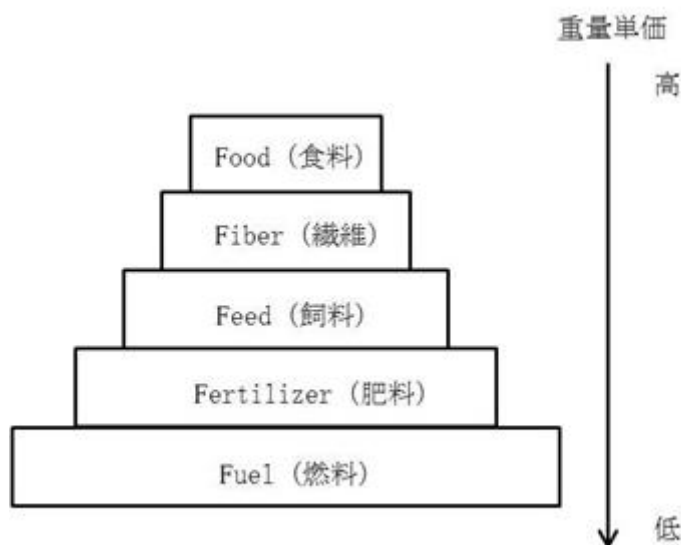 重量単価
高
Food (食料)
Fiber (繊維)
Feed (飼料)
Fertilizer (肥料)
Fuel (燃料)
低